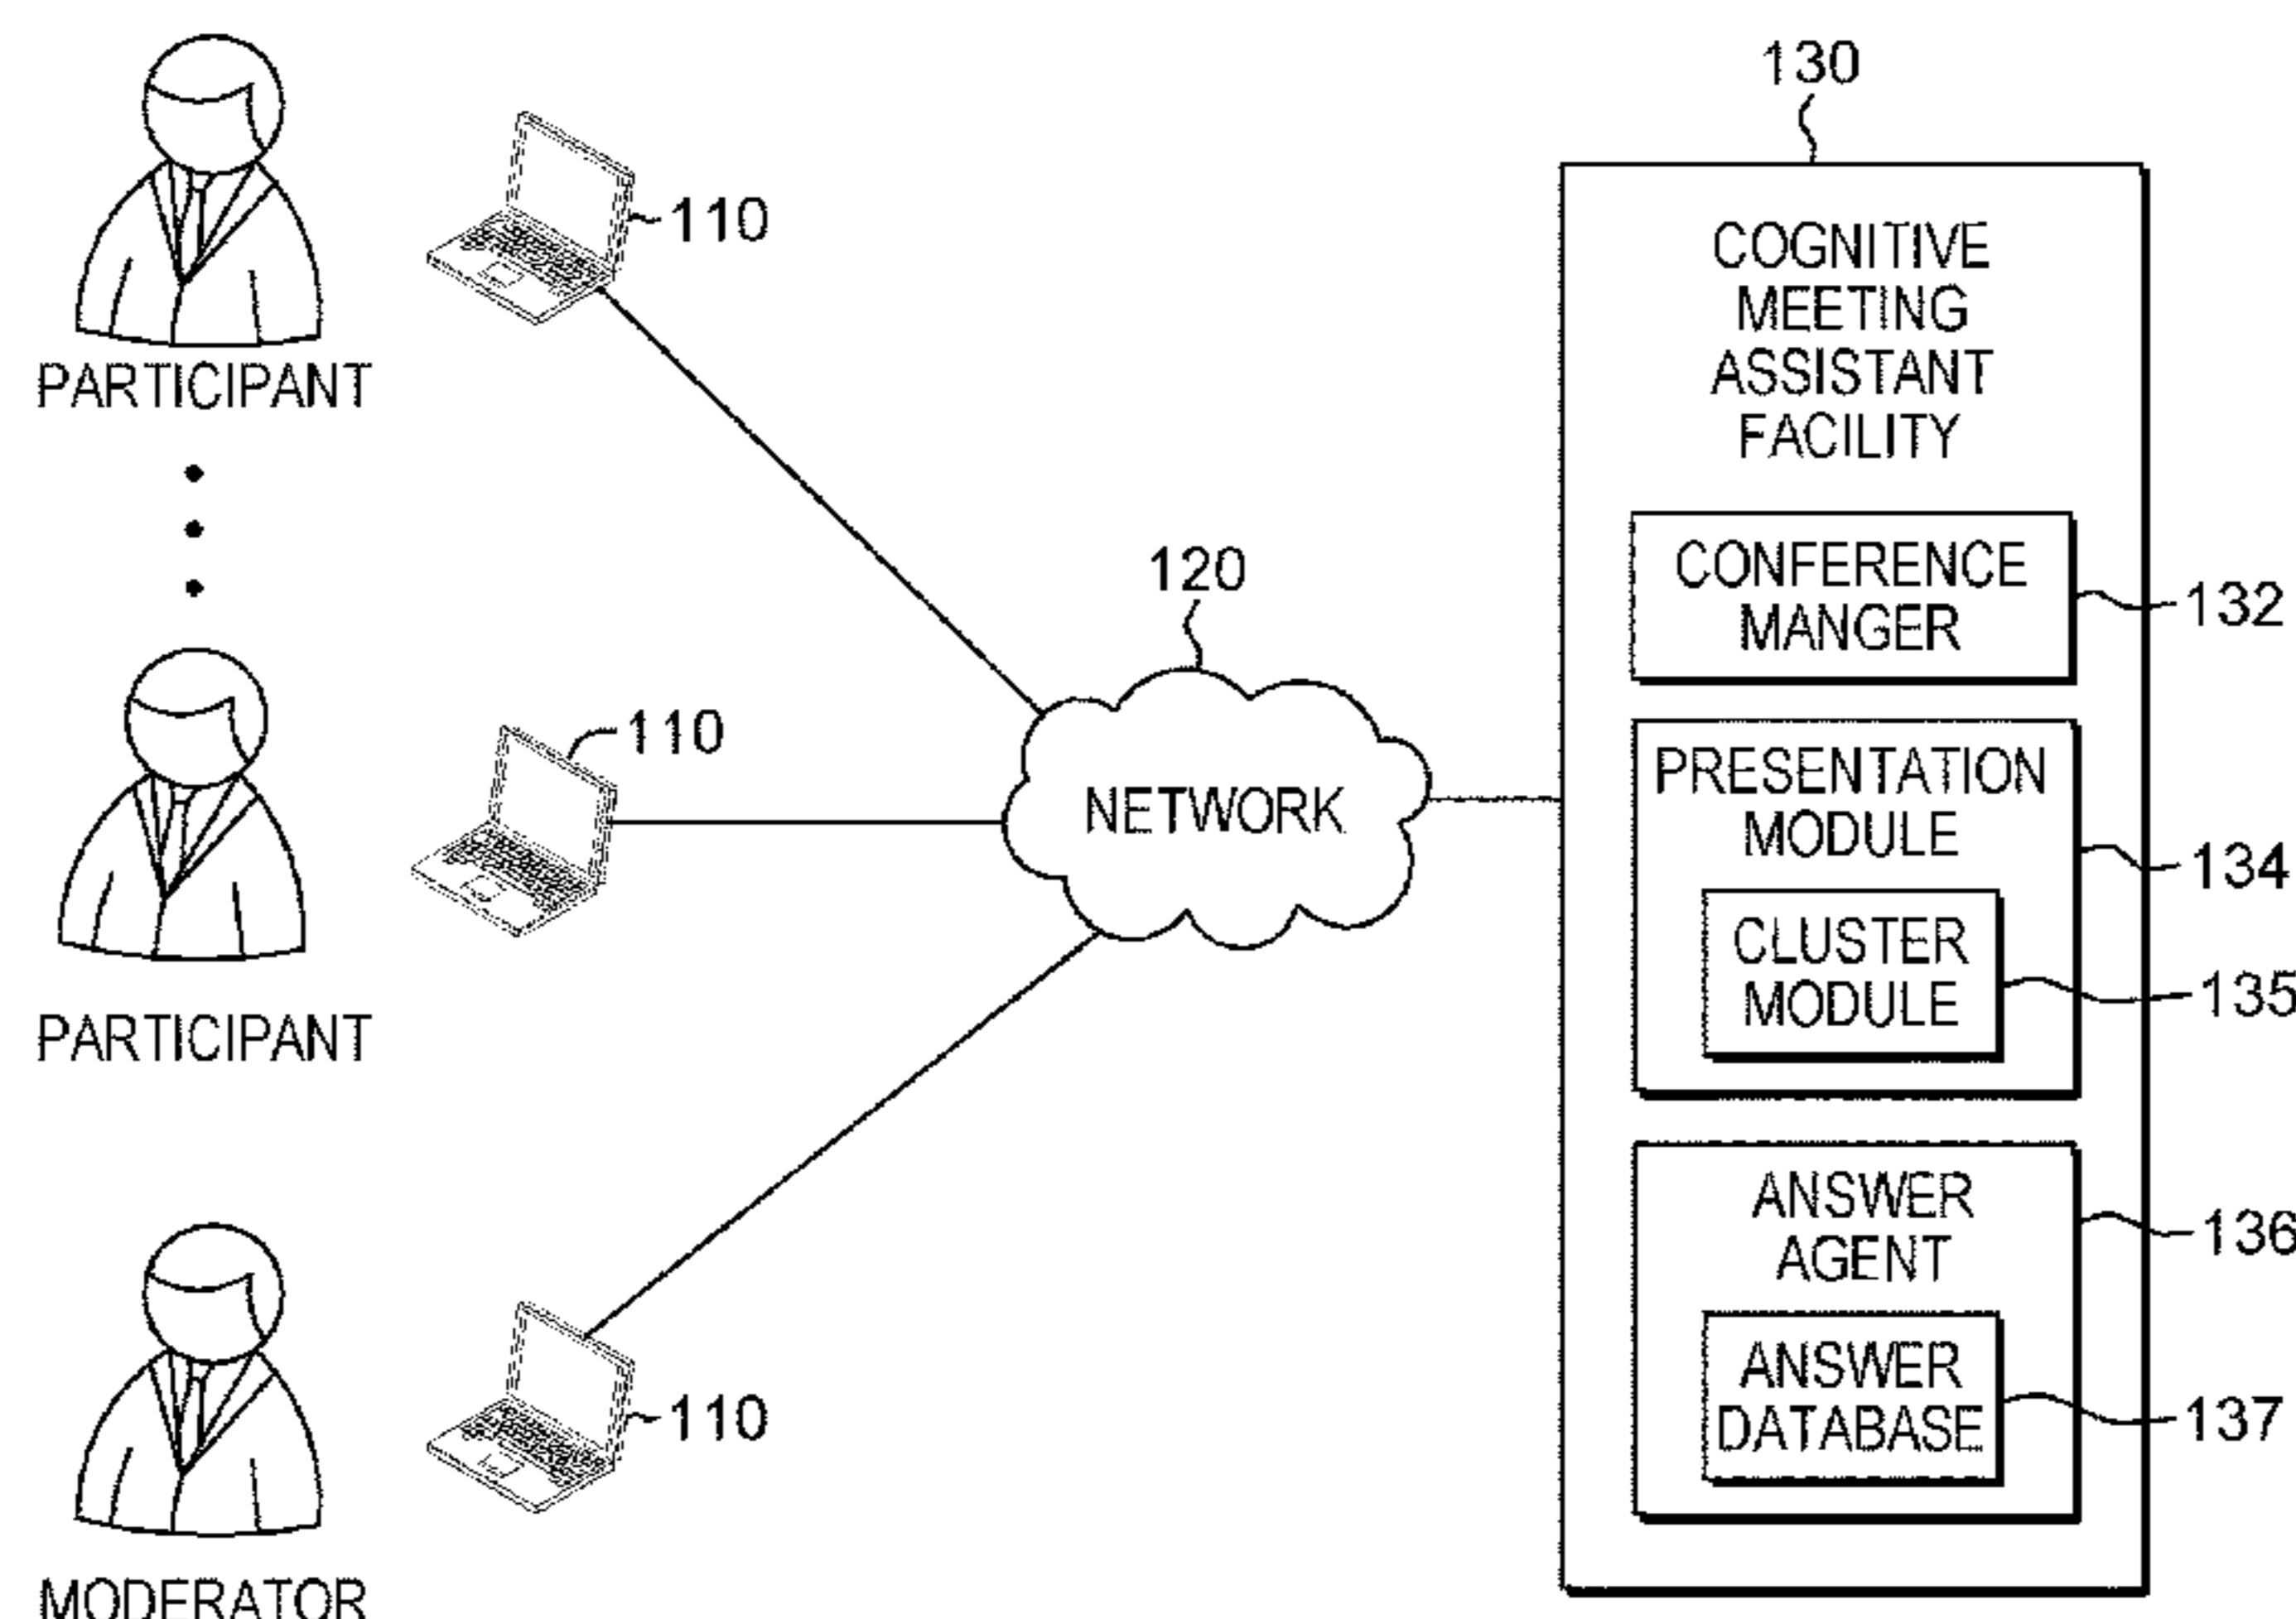 130
COGNITIVE
MEETING
ASSISTANT
FACILITY
110
PARTICIPANT
CONFERENCE
MANGER
132
120
110
NETWORK
PRESENTATION
MODULE
134
CLUSTER
MODULE
135
PARTICIPANT
ANSWER
AGENT
136
ANSWER
DATABASE
137
110
MODERATOR